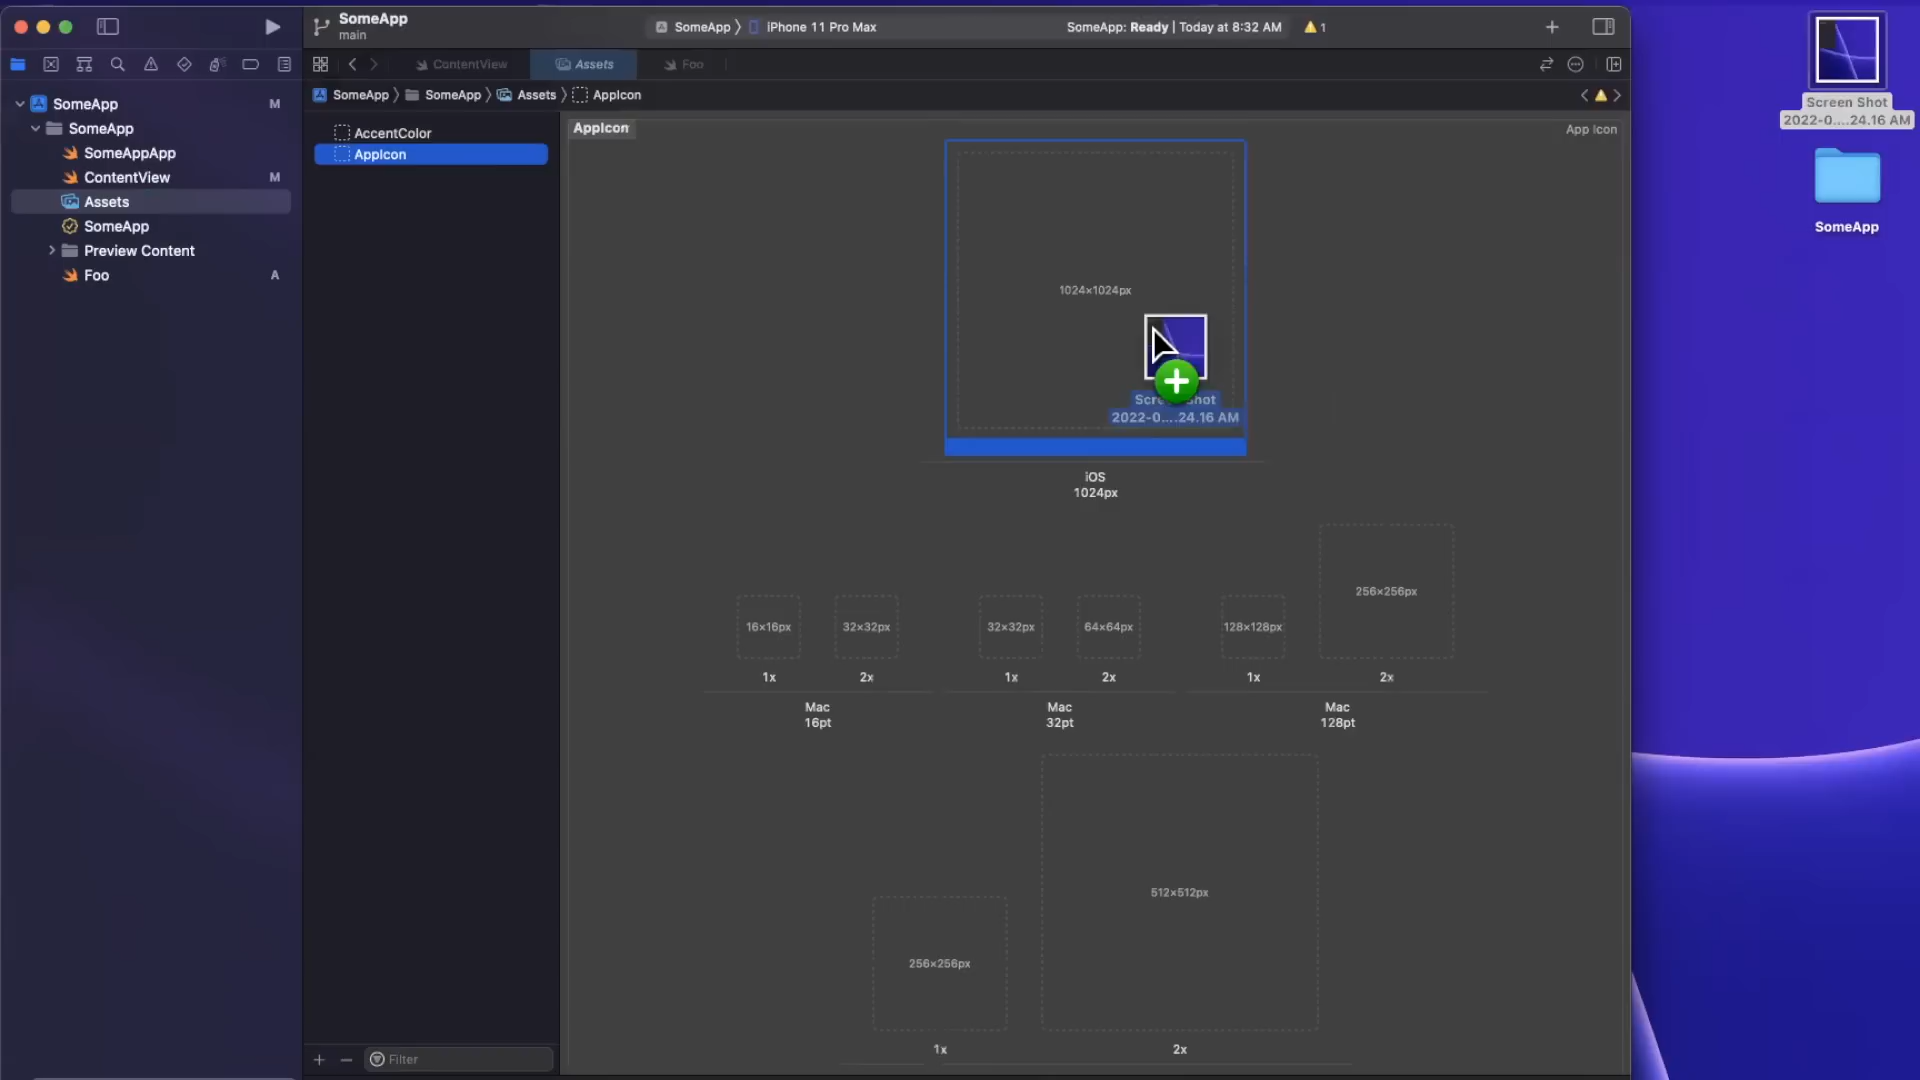 SomeApp
main
SomeApp
iPhone 11 Pro Max
SomeApp: Ready | Today at 8:32 AM
1
ContentView
Assets
Foo
SomeApp
SomeApp
Assets
AppIcon
SomeApp
M
SomeApp
SomeAppApp
ContentView
M
Assets
SomeApp
Preview Content
Foo
A
AccentColor
AppIcon
Filter
AppIcon
App Icon
1024×1024px
Scre hot
2022-0....24.16 AM
iOS
1024px
16×16px
32×32px
32×32px
64×64px
128×128px
256×256px
1x
2x
1x
2x
1x
2x
Mac
16pt
Mac
32pt
Mac
128pt
256×256px
512×512px
1x
2x
Screen Shot
2022-0....24.16 AM
SomeApp